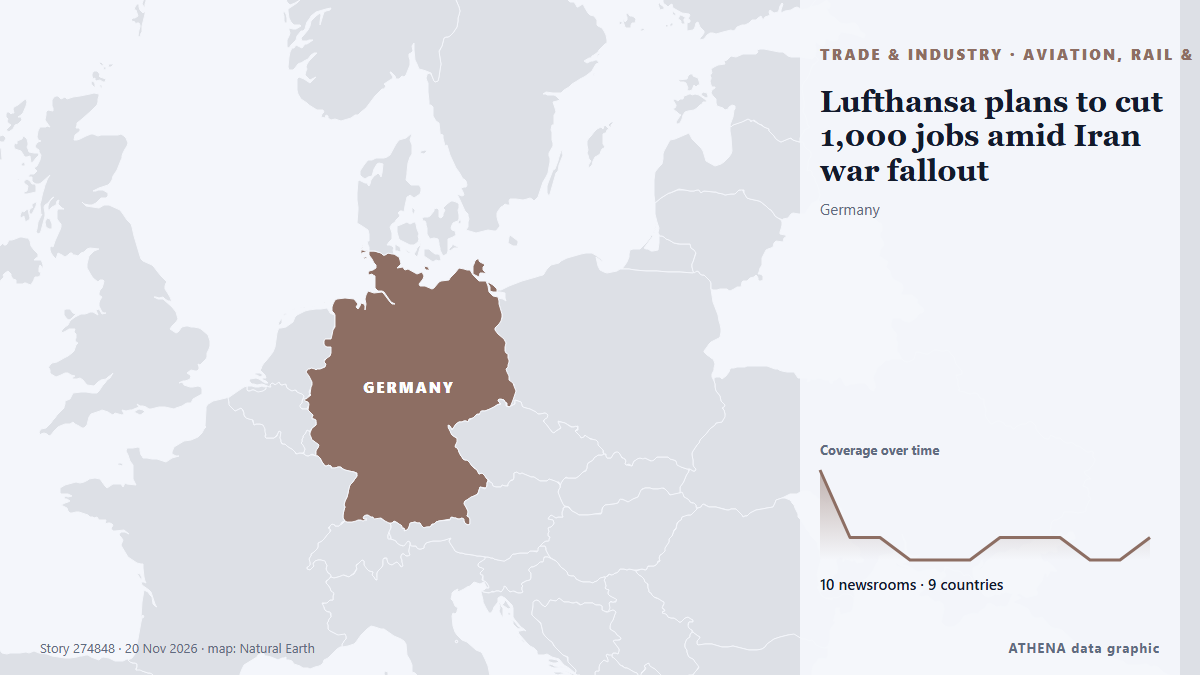 TRADE & INDUSTRY · AVIATION, RAIL &
Lufthansa plans to cut
1,000 jobs amid Iran
war fallout
Germany
GERMANY
Coverage over time
10 newsrooms · 9 countries
Story 274848 · 20 Nov 2026 · map: Natural Earth
ATHENA data graphic